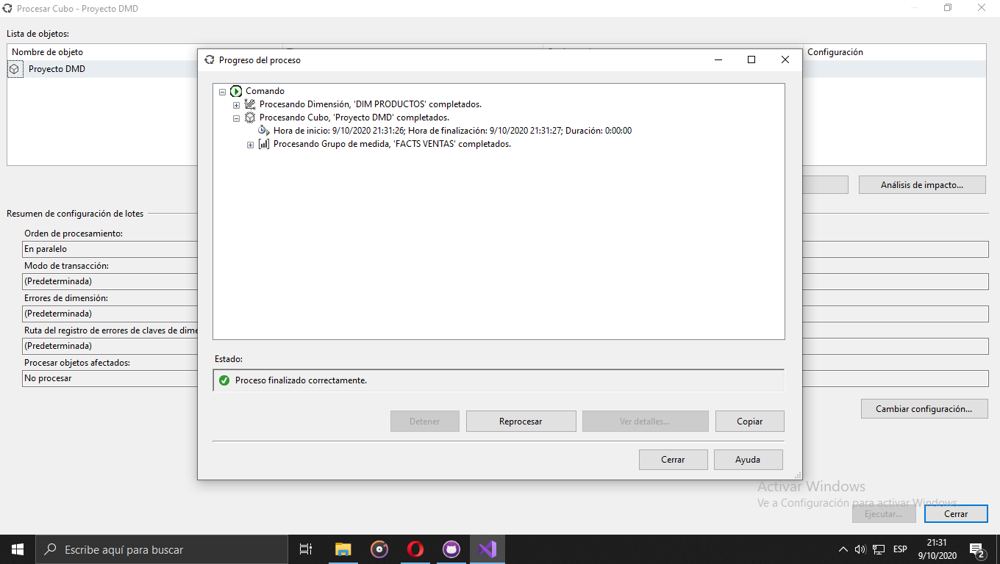 Procesar Cubo - Proyecto DMD
Lista de objetos:
Nombre de objeto
Configuración
Proyecto DMD
Progreso del proceso
Comando
Procesando Dimensión, 'DIM PRODUCTOS' completados.
Procesando Cubo, 'Proyecto DMD' completados.
Hora de inicio: 9/10/2020 21:31:26; Hora de finalización: 9/10/2020 21:31:27; Duración: 0:00:00
Procesando Grupo de medida, 'FACTS VENTAS' completados.
Análisis de impacto...
Resumen de configuración de lotes
Orden de procesamiento:
En paralelo
Modo de transacción:
(Predeterminada)
Errores de dimensión:
(Predeterminada)
Ruta del registro de errores de claves de dime
(Predeterminada)
Procesar objetos afectados:
No procesar
Estado:
Proceso finalizado correctamente.
Cambiar configuración...
Detener
Reprocesar
Ver detalles...
Copiar
Cerrar
Ayuda
Activar Windows
Ve a Configuración para activar Windows.
Ejecutar...
Cerrar
Escribe aquí para buscar
ESP
21:31
9/10/2020
2